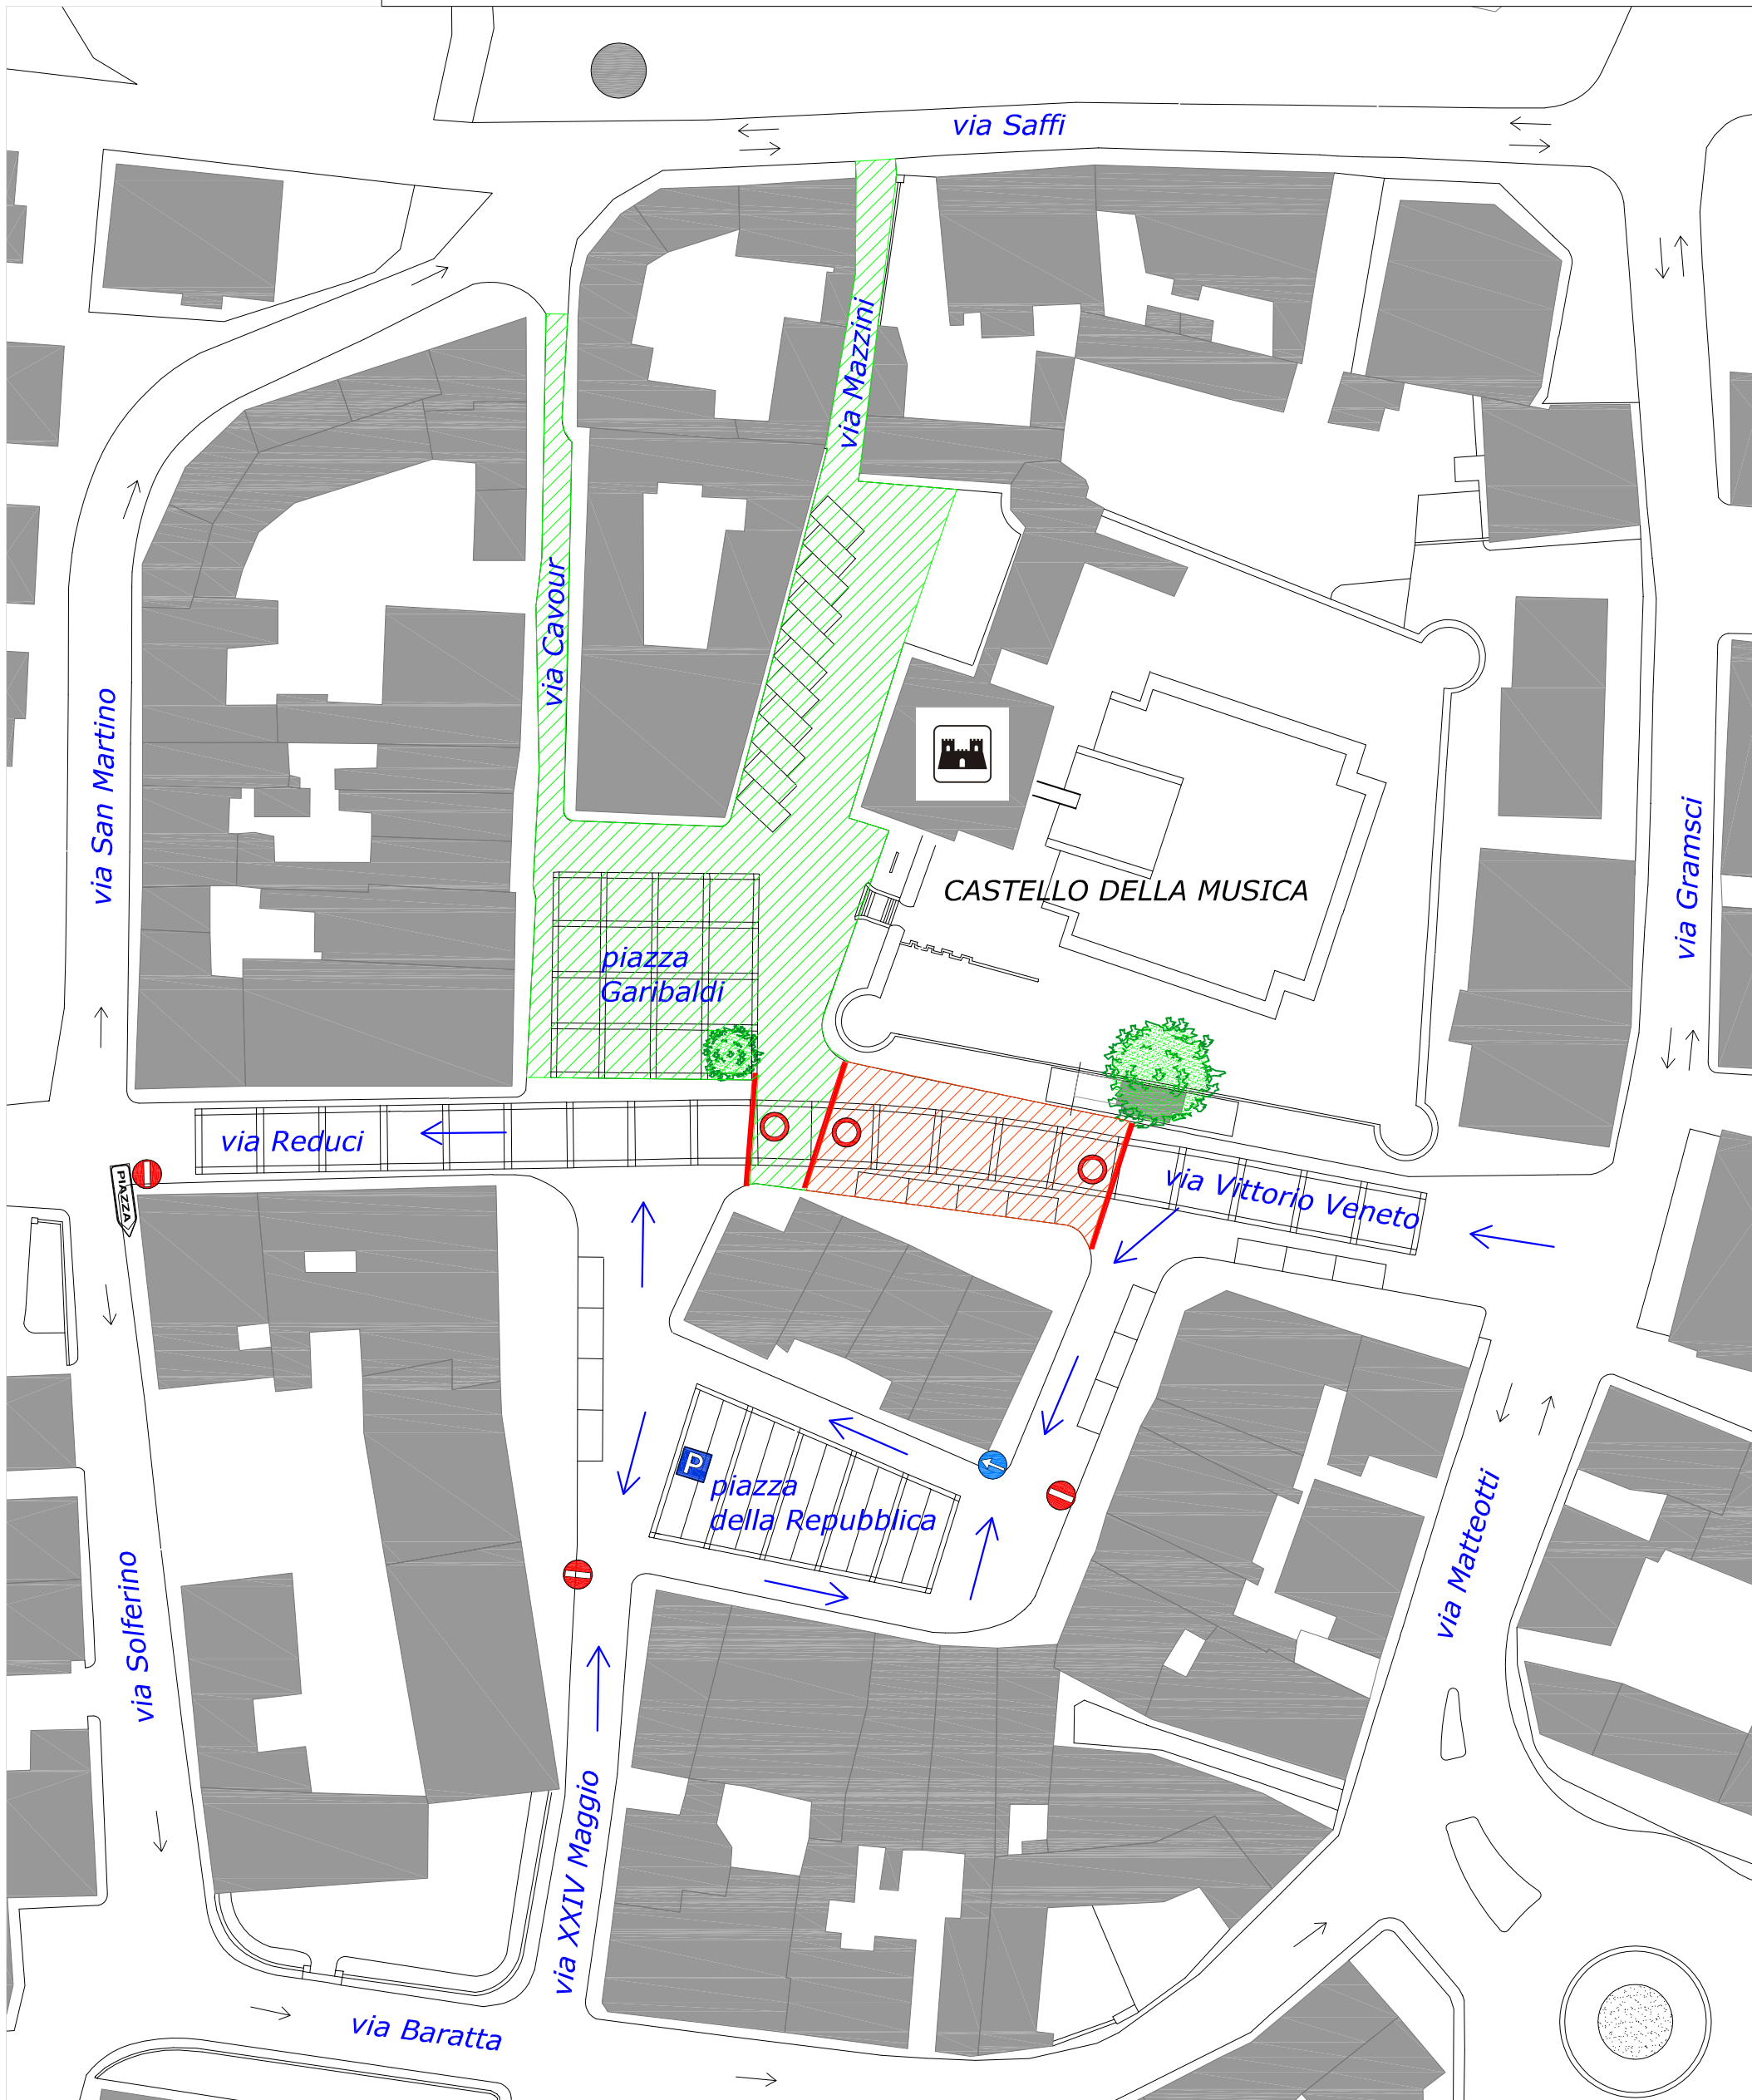 via Saffi
via Mazzini
via Cavour
via San Martino
via Gramsci
CASTELLO DELLA MUSICA
piazza
Garibaldi
via Reduci
PIAZZA
via Vittorio Veneto
P
piazza
della Repubblica
via Matteotti
via Solferino
via XXIV Maggio
via Baratta